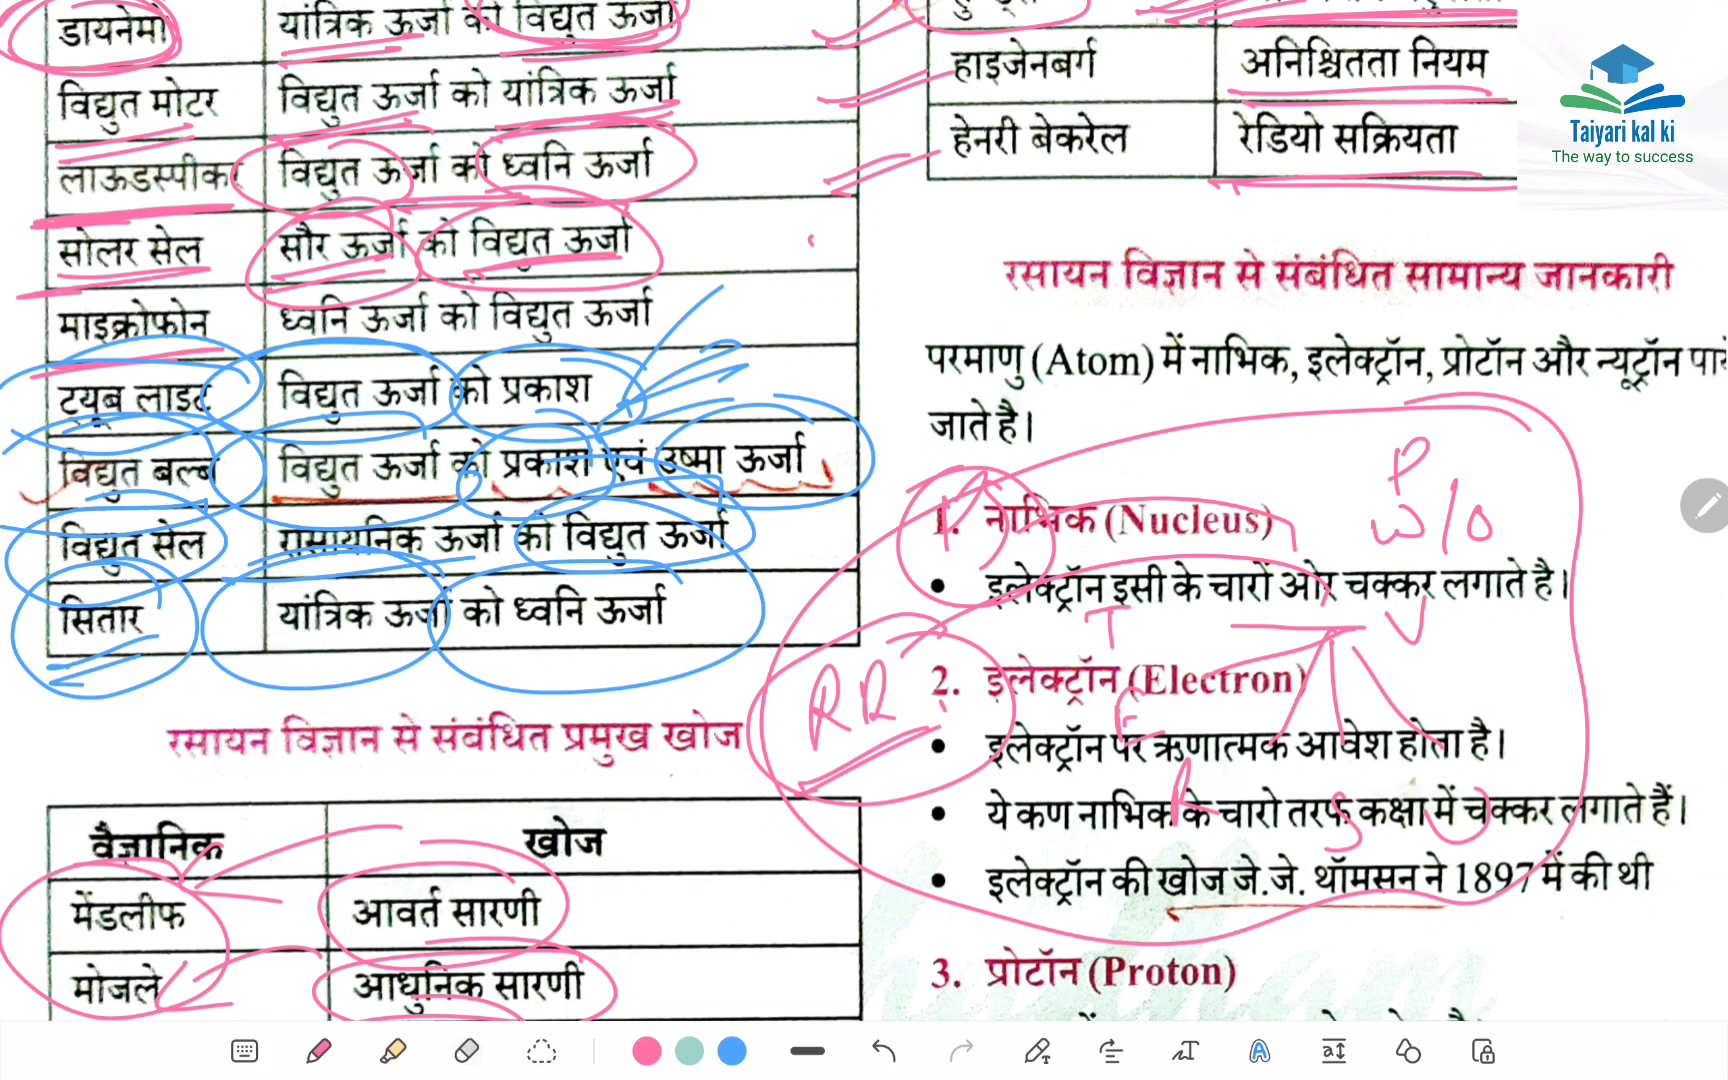 डायनेमो यांत्रिक ऊर्जा को विद्युत ऊर्जा
विद्युत मोटर विद्युत ऊर्जा को यांत्रिक ऊर्जा
लाऊडस्पीकर विद्युत ऊर्जा को ध्वनि ऊर्जा
सोलर सेल सौर ऊर्जा को विद्युत ऊर्जा
माइक्रोफोन ध्वनि ऊर्जा को विद्युत ऊर्जा
ट्यूब लाइट विद्युत ऊर्जा को प्रकाश
विद्युत बल्ब विद्युत ऊर्जा को प्रकाश एवं उष्मा ऊर्जा
विद्युत सेल रासायनिक ऊर्जा को विद्युत ऊर्जा
सितार यांत्रिक ऊर्जा को ध्वनि ऊर्जा
रसायन विज्ञान से संबंधित प्रमुख खोज
वैज्ञानिक खोज
मेंडलीफ आवर्त सारणी
मोजले आधुनिक सारणी
हाइजेनबर्ग अनिश्चितता नियम
हेनरी बेकरेल रेडियो सक्रियता
Taiyari kal ki
The way to success
रसायन विज्ञान से संबंधित सामान्य जानकारी
परमाणु (Atom) में नाभिक, इलेक्ट्रॉन, प्रोटॉन और न्यूट्रॉन
जाते है।
1. नाभिक (Nucleus)
• इलेक्ट्रॉन इसी के चारों ओर चक्कर लगाते है।
2. इलेक्ट्रॉन (Electron)
• इलेक्ट्रॉन पर ऋणात्मक आवेश होता है।
• ये कण नाभिक के चारो तरफ कक्षा में चक्कर लगाते हैं।
• इलेक्ट्रॉन की खोज जे.जे. थॉमसन ने 1897 में की थी
3. प्रोटॉन (Proton)
RR